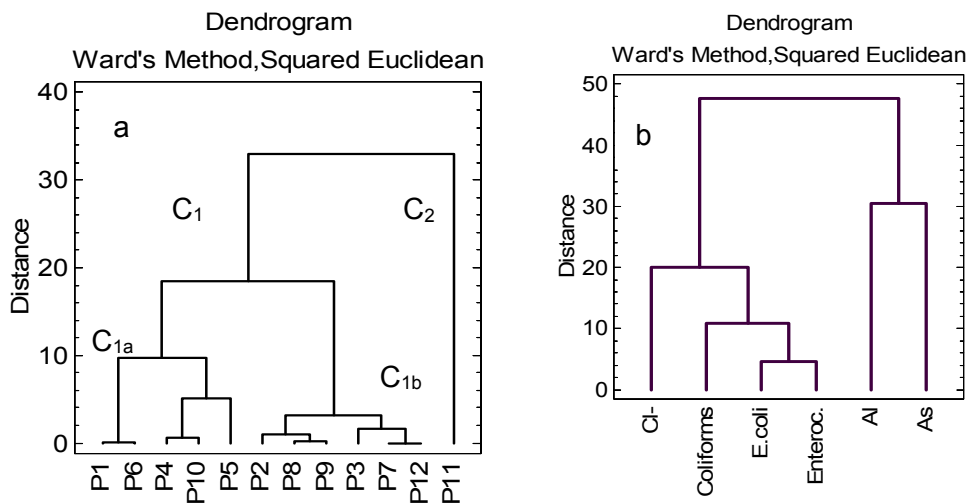 Dendrogram
Ward's Method,Squared Euclidean
40
30
20
10
0
Distance
a
C1
C2
C1a
C1b
P1
P6
P4
P10
P5
P2
P8
P9
P3
P7
P12
P11
Dendrogram
Ward's Method,Squared Euclidean
50
40
30
20
10
0
Distance
b
Cl-
Coliforms
E.coli
Enteroc.
Al
As